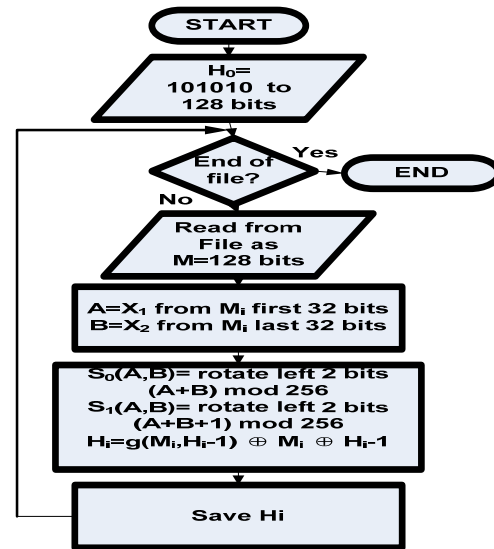 START
H₀=
101010 to
128 bits
End of
file?
Yes
END
No
Read from
File as
M=128 bits
A=X₁ from Mᵢ first 32 bits
B=X₂ from Mᵢ last 32 bits
S₀(A,B)= rotate left 2 bits
(A+B) mod 256
S₁(A,B)= rotate left 2 bits
(A+B+1) mod 256
Hᵢ=g(Mᵢ,Hᵢ-1) ⊕ Mᵢ ⊕ Hᵢ-1
Save Hi